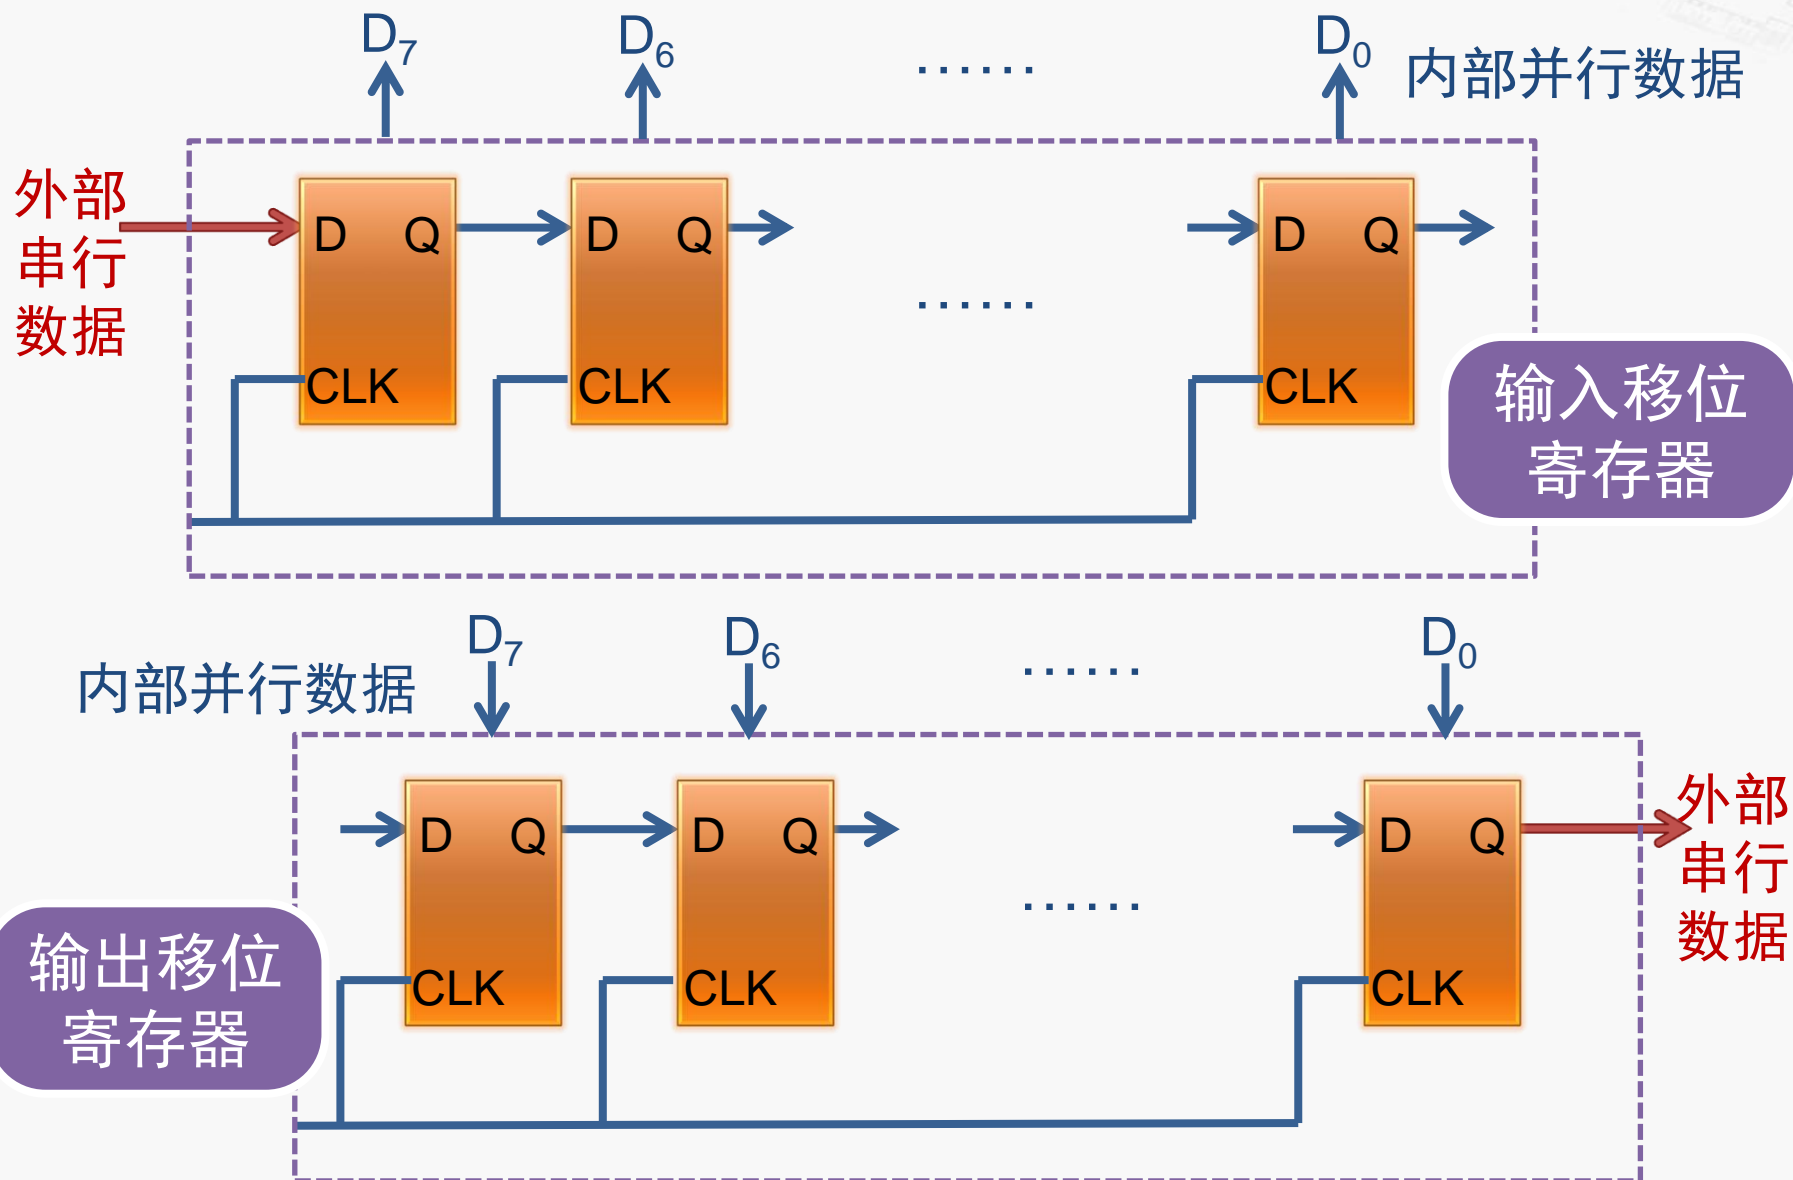 D7 D6 ...... D0 内部并行数据
外部
串行
数据
D Q D Q D Q
......
CLK CLK CLK
输入移位
寄存器
D7 D6 ...... D0
内部并行数据
D Q D Q D Q
......
CLK CLK CLK
外部
串行
数据
输出移位
寄存器